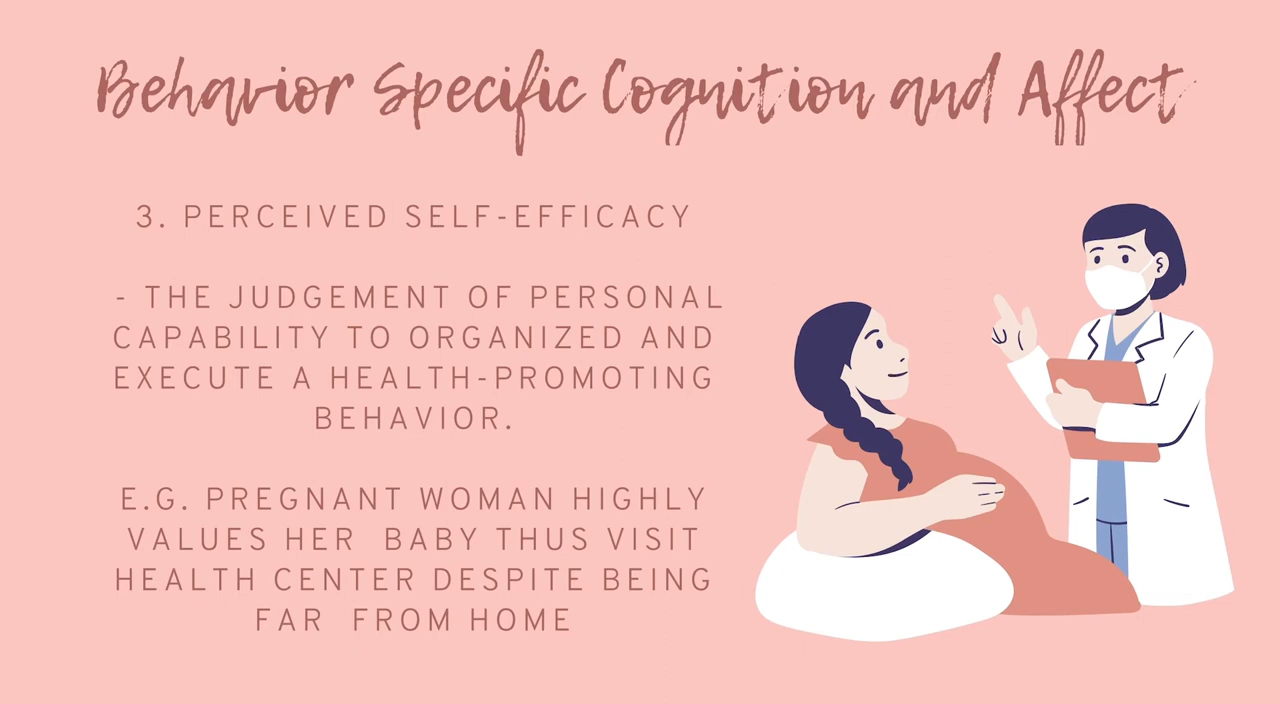 Behavior Specific Cognition and Affect
3. PERCEIVED SELF-EFFICACY
- THE JUDGEMENT OF PERSONAL
CAPABILITY TO ORGANIZED AND
EXECUTE A HEALTH-PROMOTING
BEHAVIOR.
E.G. PREGNANT WOMAN HIGHLY
VALUES HER BABY THUS VISIT
HEALTH CENTER DESPITE BEING
FAR FROM HOME